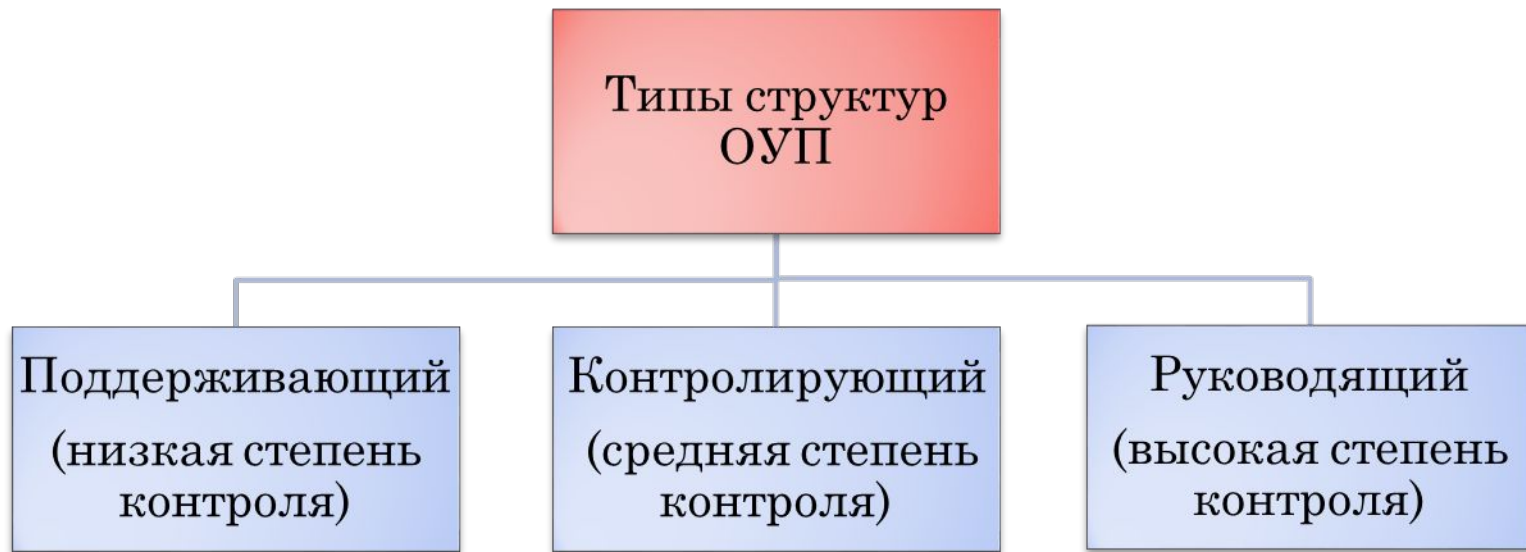 Типы структур
ОУП
Поддерживающий
(низкая степень
контроля)
Контролирующий
(средняя степень
контроля)
Руководящий
(высокая степень
контроля)